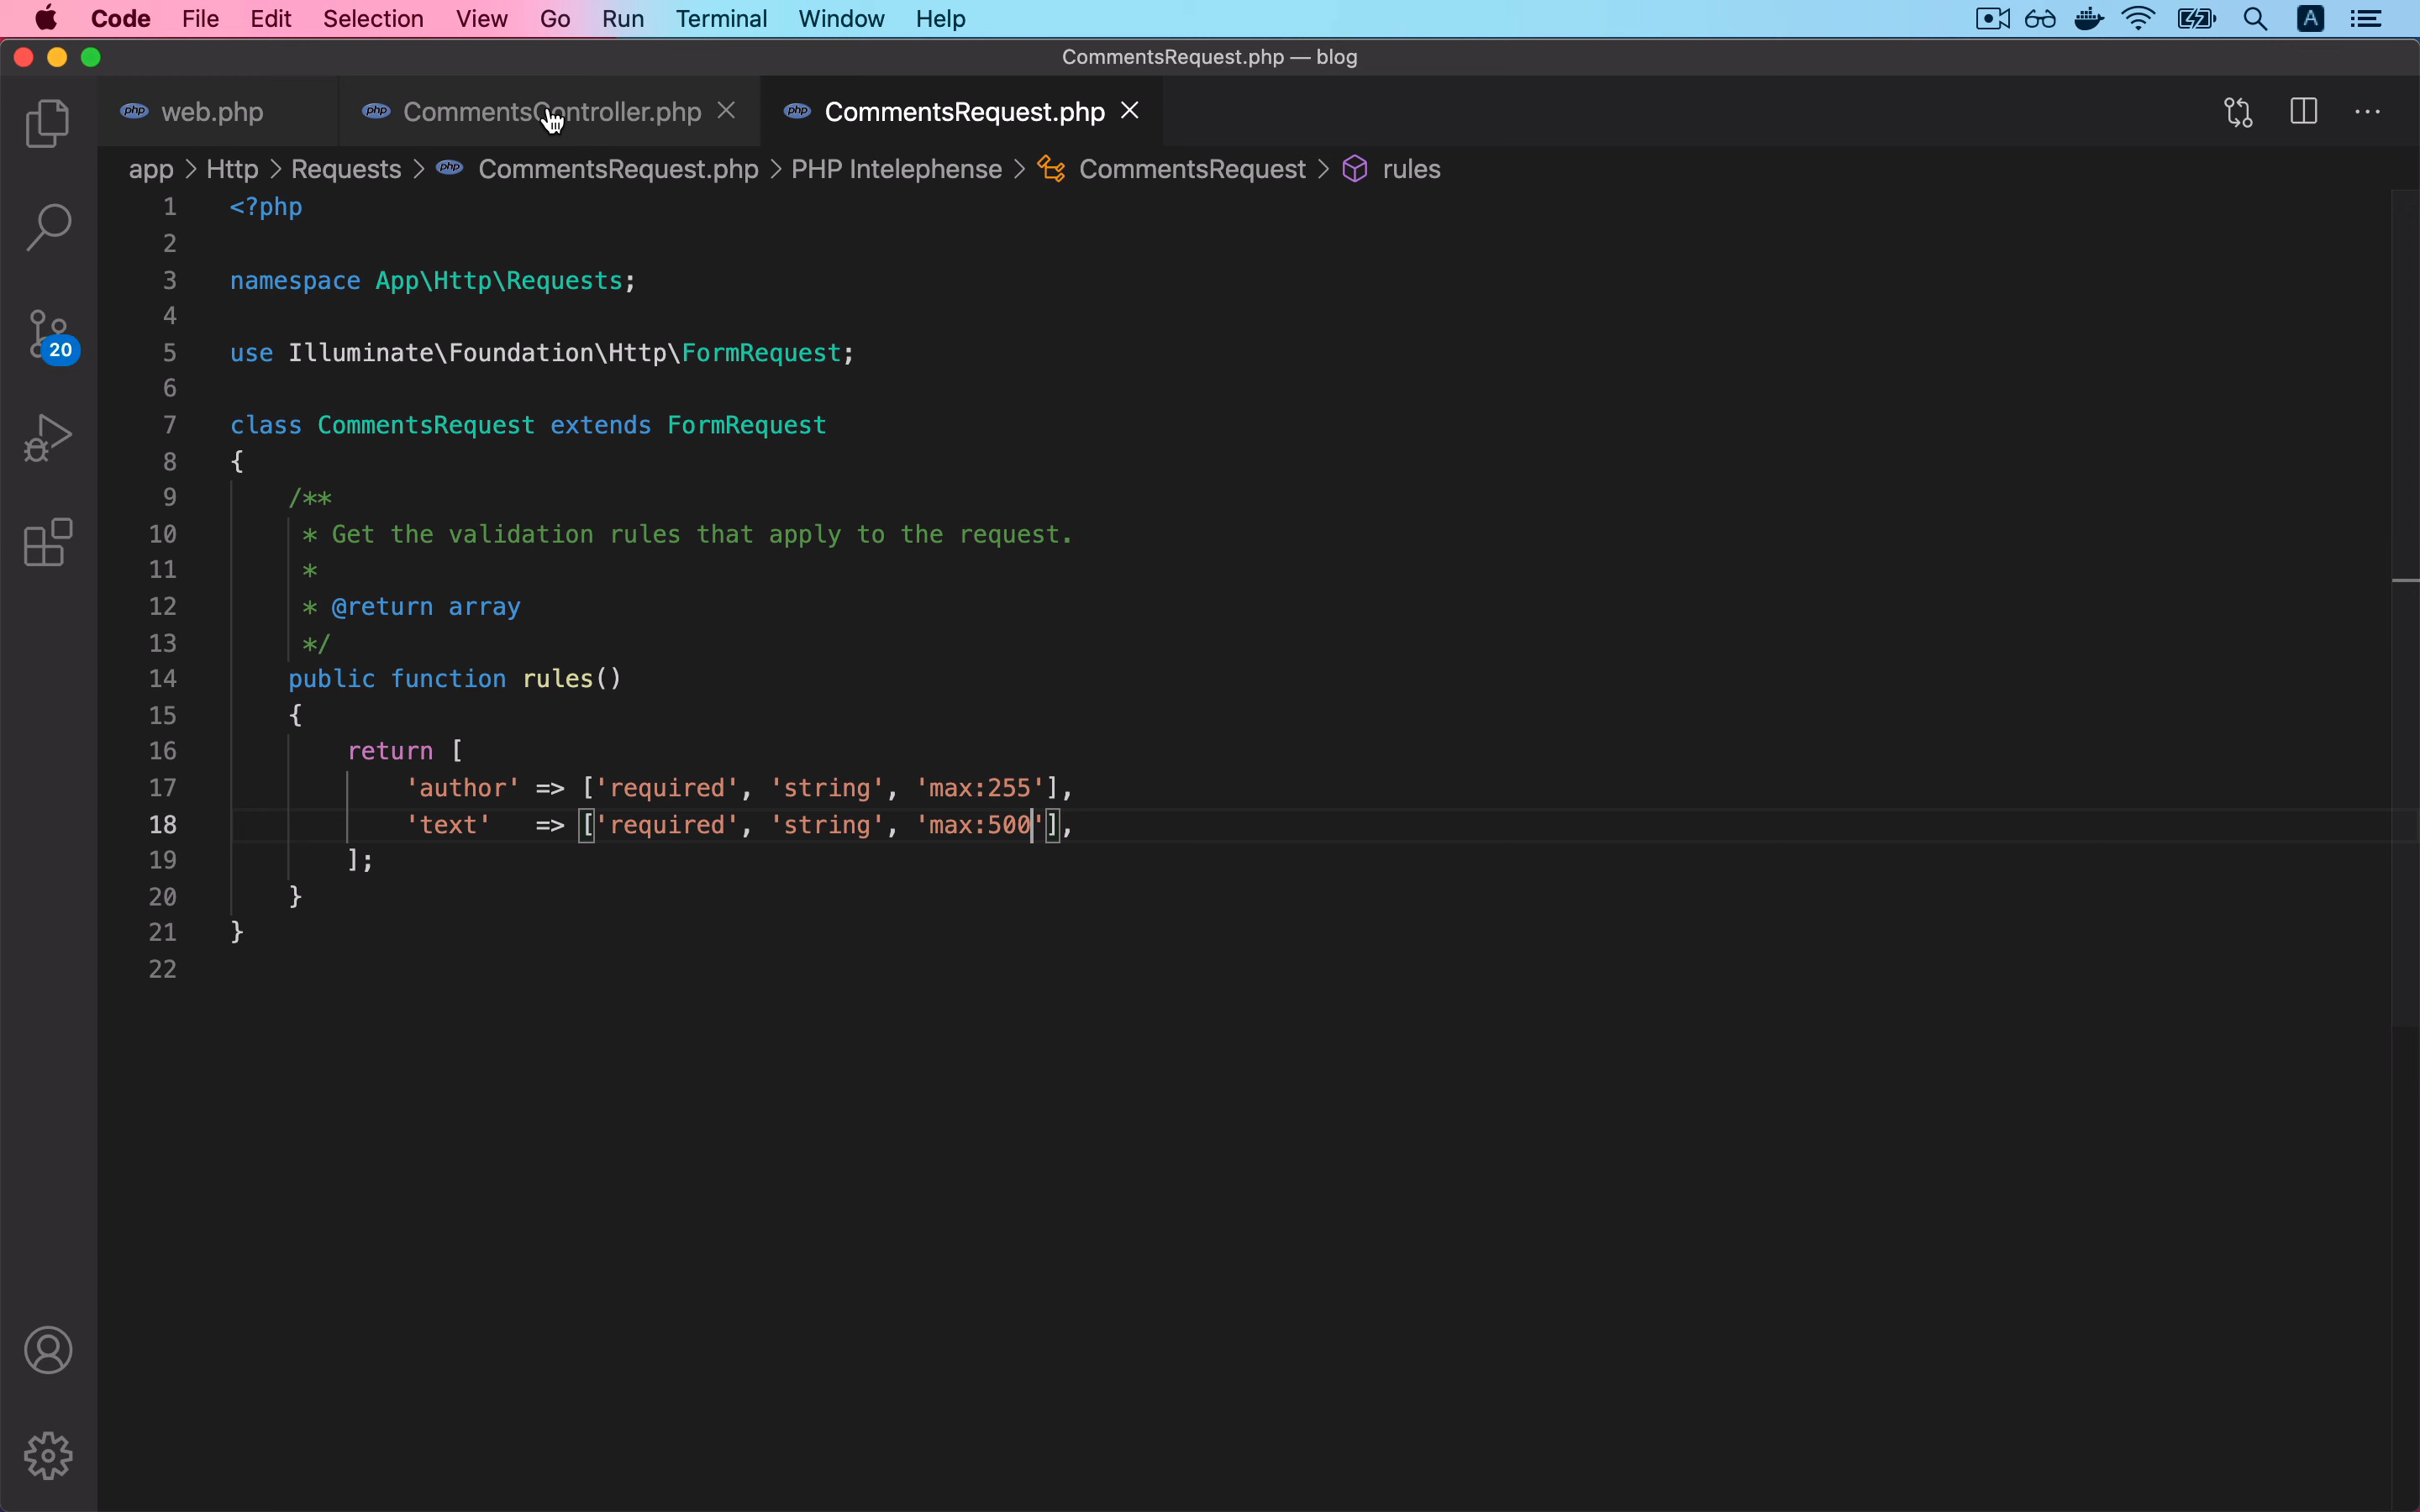 Code File Edit Selection View Go Run Terminal Window Help A
CommentsRequest.php — blog
php web.php php CommentsController.php php CommentsRequest.php
app > Http > Requests > php CommentsRequest.php > PHP Intelephense > CommentsRequest > rules
20
1 <?php
2
3 namespace App\Http\Requests;
4
5 use Illuminate\Foundation\Http\FormRequest;
6
7 class CommentsRequest extends FormRequest
8 {
9 /**
10 * Get the validation rules that apply to the request.
11 *
12 * @return array
13 */
14 public function rules()
15 {
16 return [
17 'author' => ['required', 'string', 'max:255'],
18 'text' => ['required', 'string', 'max:500'],
19 ];
20 }
21 }
22